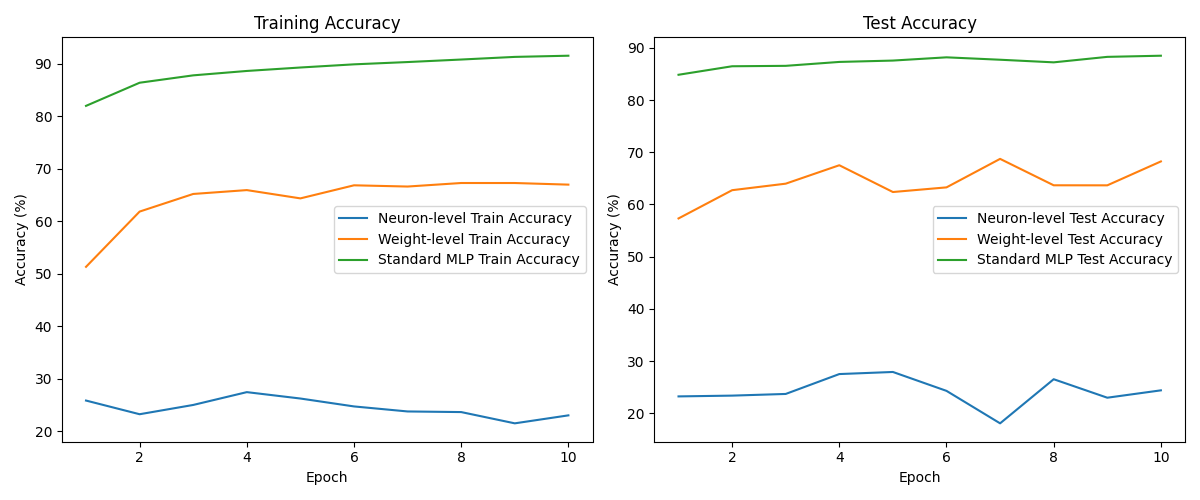 Training Accuracy
Accuracy (%)
90
80
70
60
50
40
30
20
Neuron-level Train Accuracy
Weight-level Train Accuracy
Standard MLP Train Accuracy
2 4 6 8 10
Epoch
Test Accuracy
Accuracy (%)
90
80
70
60
50
40
30
20
Neuron-level Test Accuracy
Weight-level Test Accuracy
Standard MLP Test Accuracy
2 4 6 8 10
Epoch